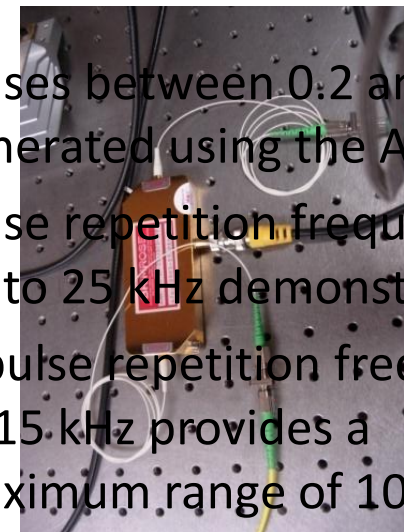 ses between 0.2 ar
nerated using the A
se repetition frequ
to 25 kHz demonst
pulse repetition free
15 kHz provides a
ximum range of 10